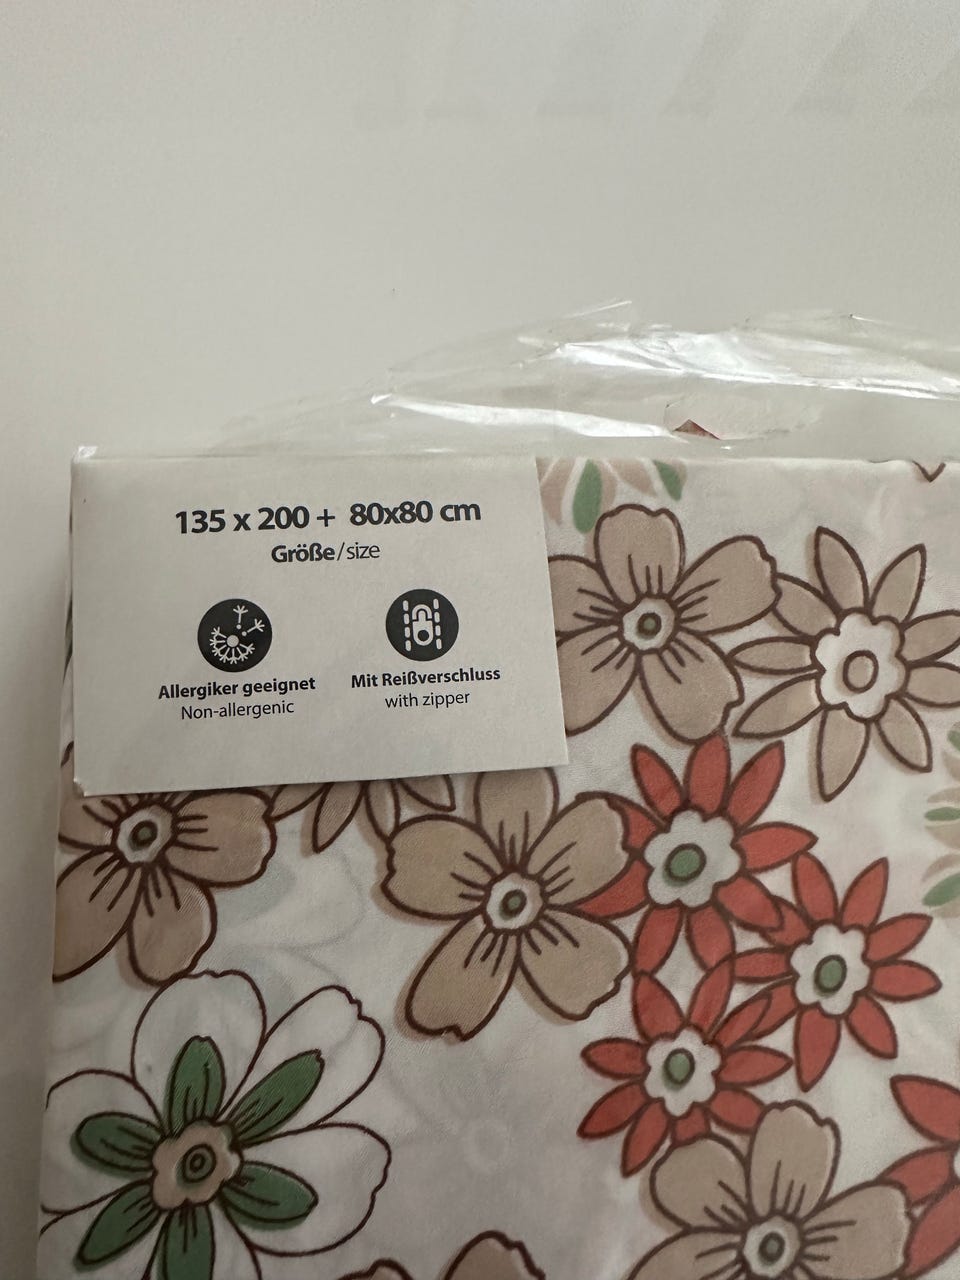 135 x 200 + 80x80 cm
Größe/size
Allergiker geeignet
Non-allergenic
Mit Reißverschluss
with zipper